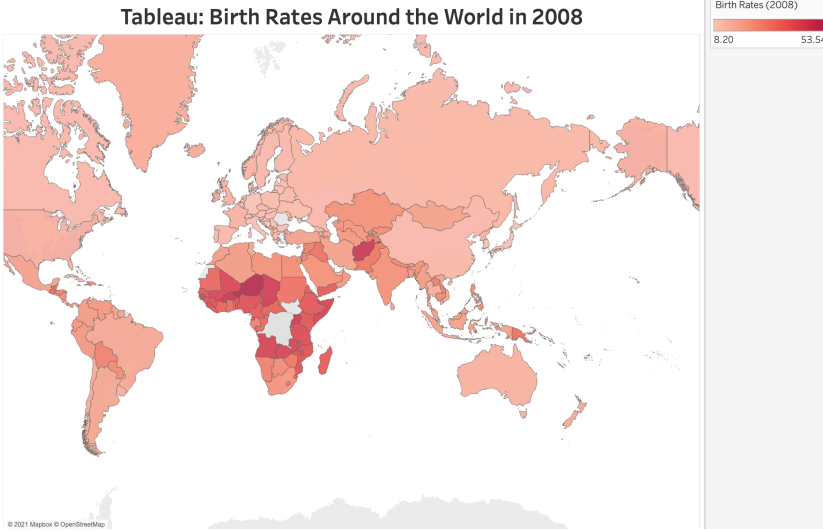 Tableau: Birth Rates Around the World in 2008
Birth Rates (2008)
8.20 53.54
© 2021 Mapbox © OpenStreetMap